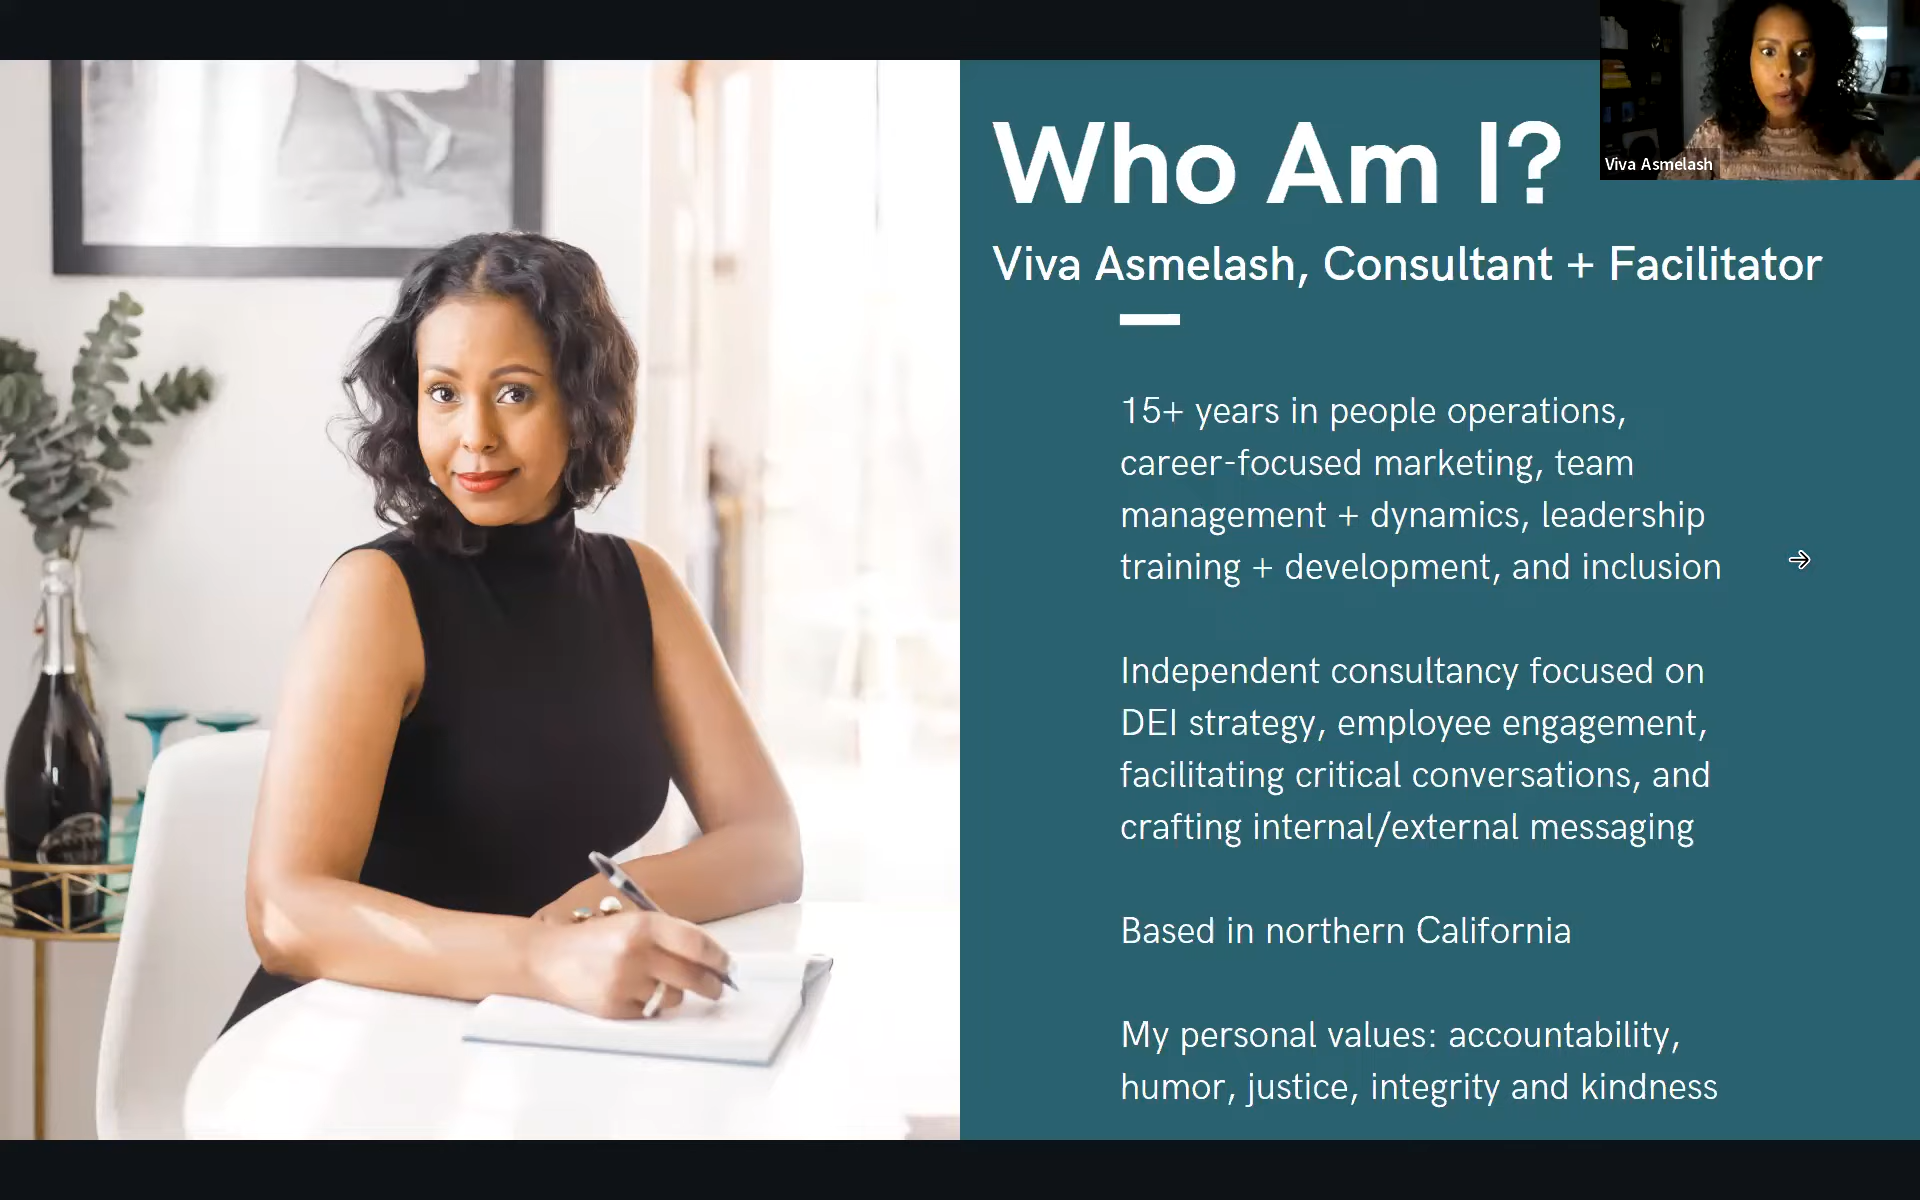 Who Am I?
Viva Asmelash
Viva Asmelash, Consultant + Facilitator
15+ years in people operations,
career-focused marketing, team
management + dynamics, leadership
training + development, and inclusion
Independent consultancy focused on
DEI strategy, employee engagement,
facilitating critical conversations, and
crafting internal/external messaging
Based in northern California
My personal values: accountability,
humor, justice, integrity and kindness